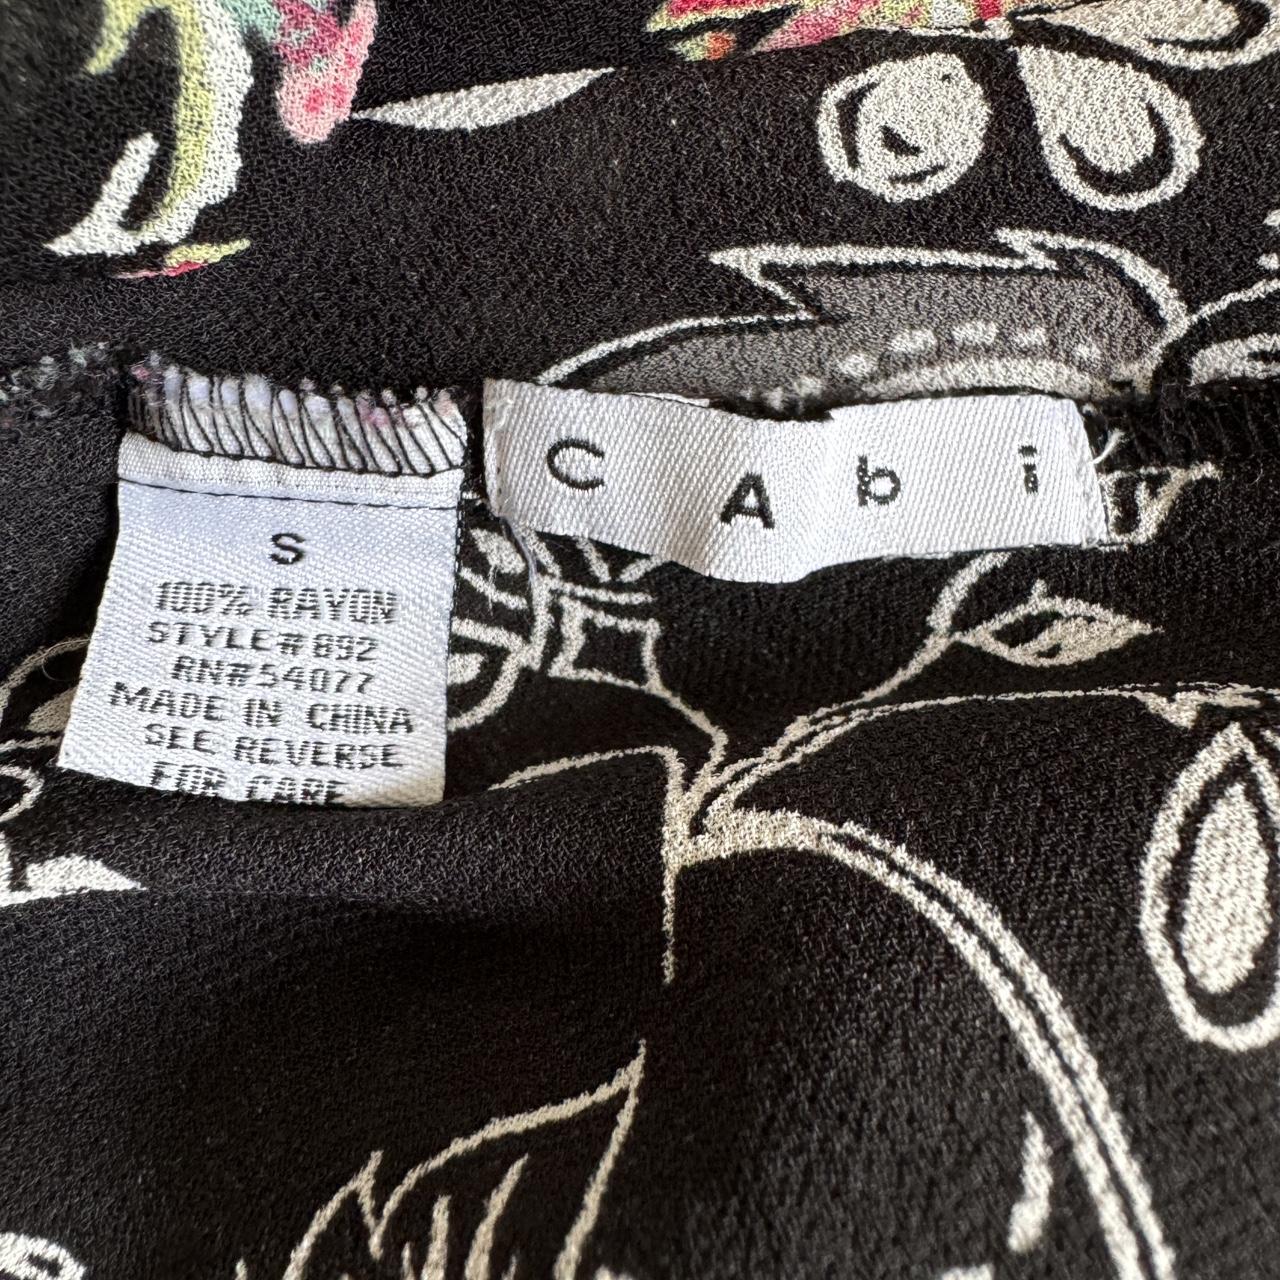 CAbi
S
100% RAYON
STYLE#892
RN#54077
MADE IN CHINA
SEE REVERSE
FOR CARE